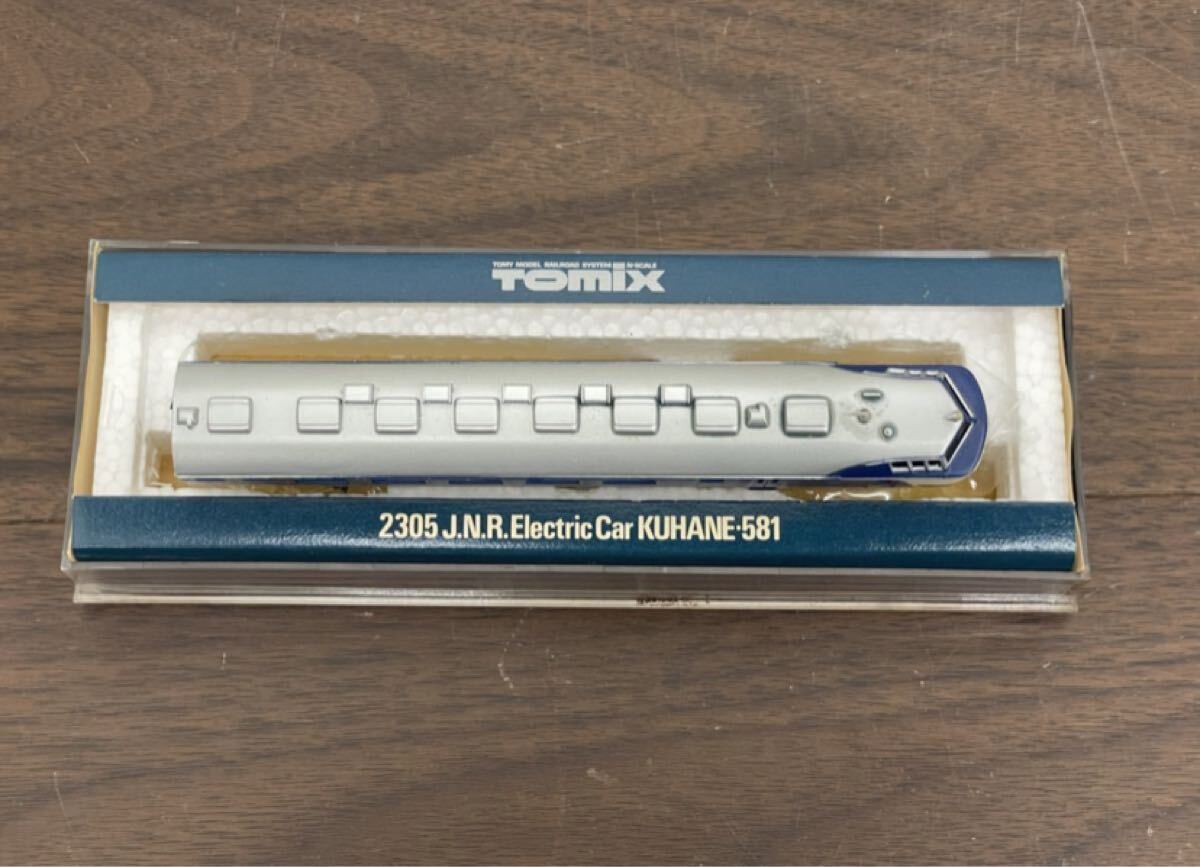 TOMY MODEL RAILROAD SYSTEM N-SCALE
TOMIX
2305 J.N.R.Electric Car KUHANE-581